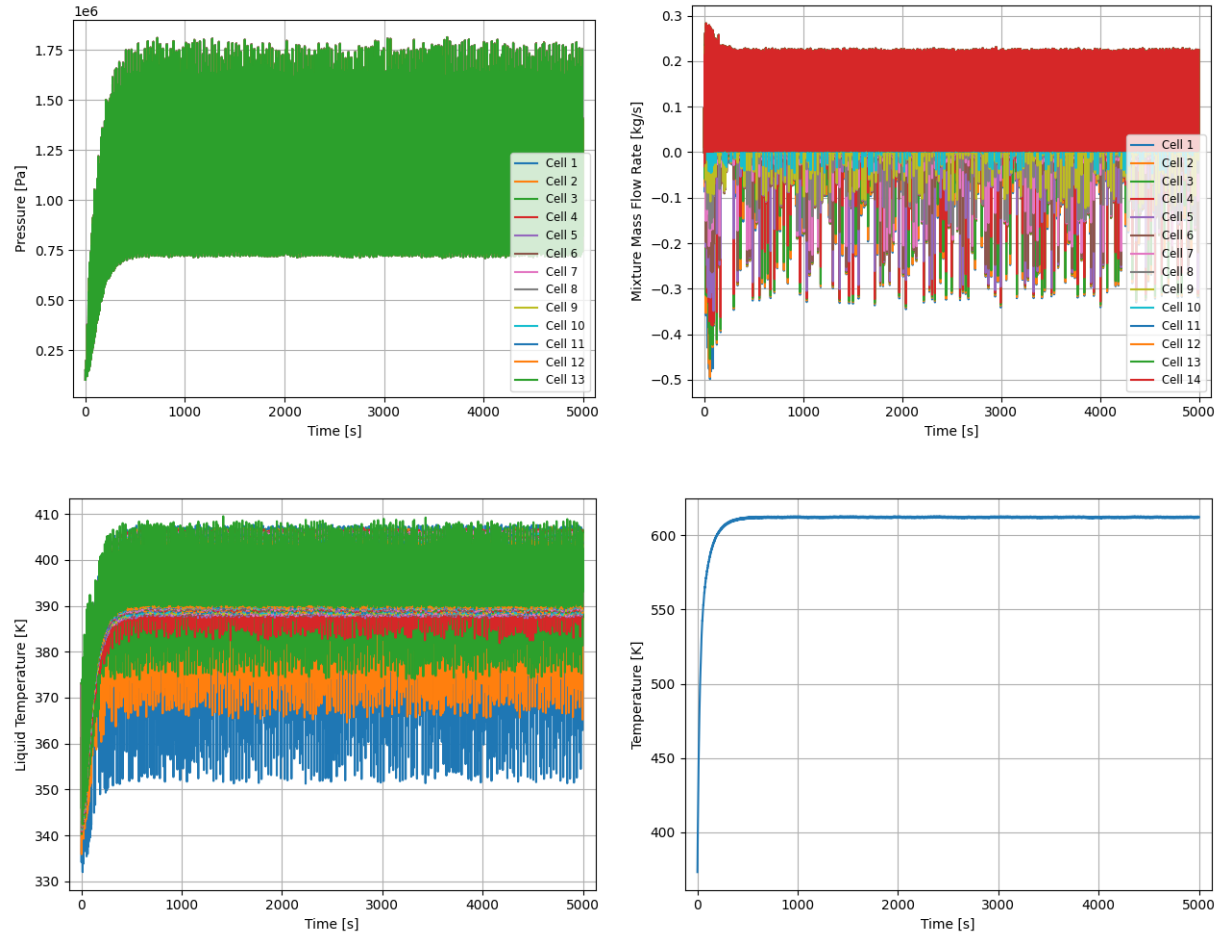 1e6
1.75
1.50
1.25
1.00
0.75
0.50
0.25
Pressure [Pa]
Cell 1
Cell 2
Cell 3
Cell 4
Cell 5
Cell 6
Cell 7
Cell 8
Cell 9
Cell 10
Cell 11
Cell 12
Cell 13
0 1000 2000 3000 4000 5000
Time [s]
0.3
0.2
0.1
0.0
−0.1
−0.2
−0.3
−0.4
−0.5
Mixture Mass Flow Rate [kg/s]
Cell 1
Cell 2
Cell 3
Cell 4
Cell 5
Cell 6
Cell 7
Cell 8
Cell 9
Cell 10
Cell 11
Cell 12
Cell 13
Cell 14
0 1000 2000 3000 4000 5000
Time [s]
410
400
390
380
370
360
350
340
330
Liquid Temperature [K]
0 1000 2000 3000 4000 5000
Time [s]
600
550
500
450
400
Temperature [K]
0 1000 2000 3000 4000 5000
Time [s]